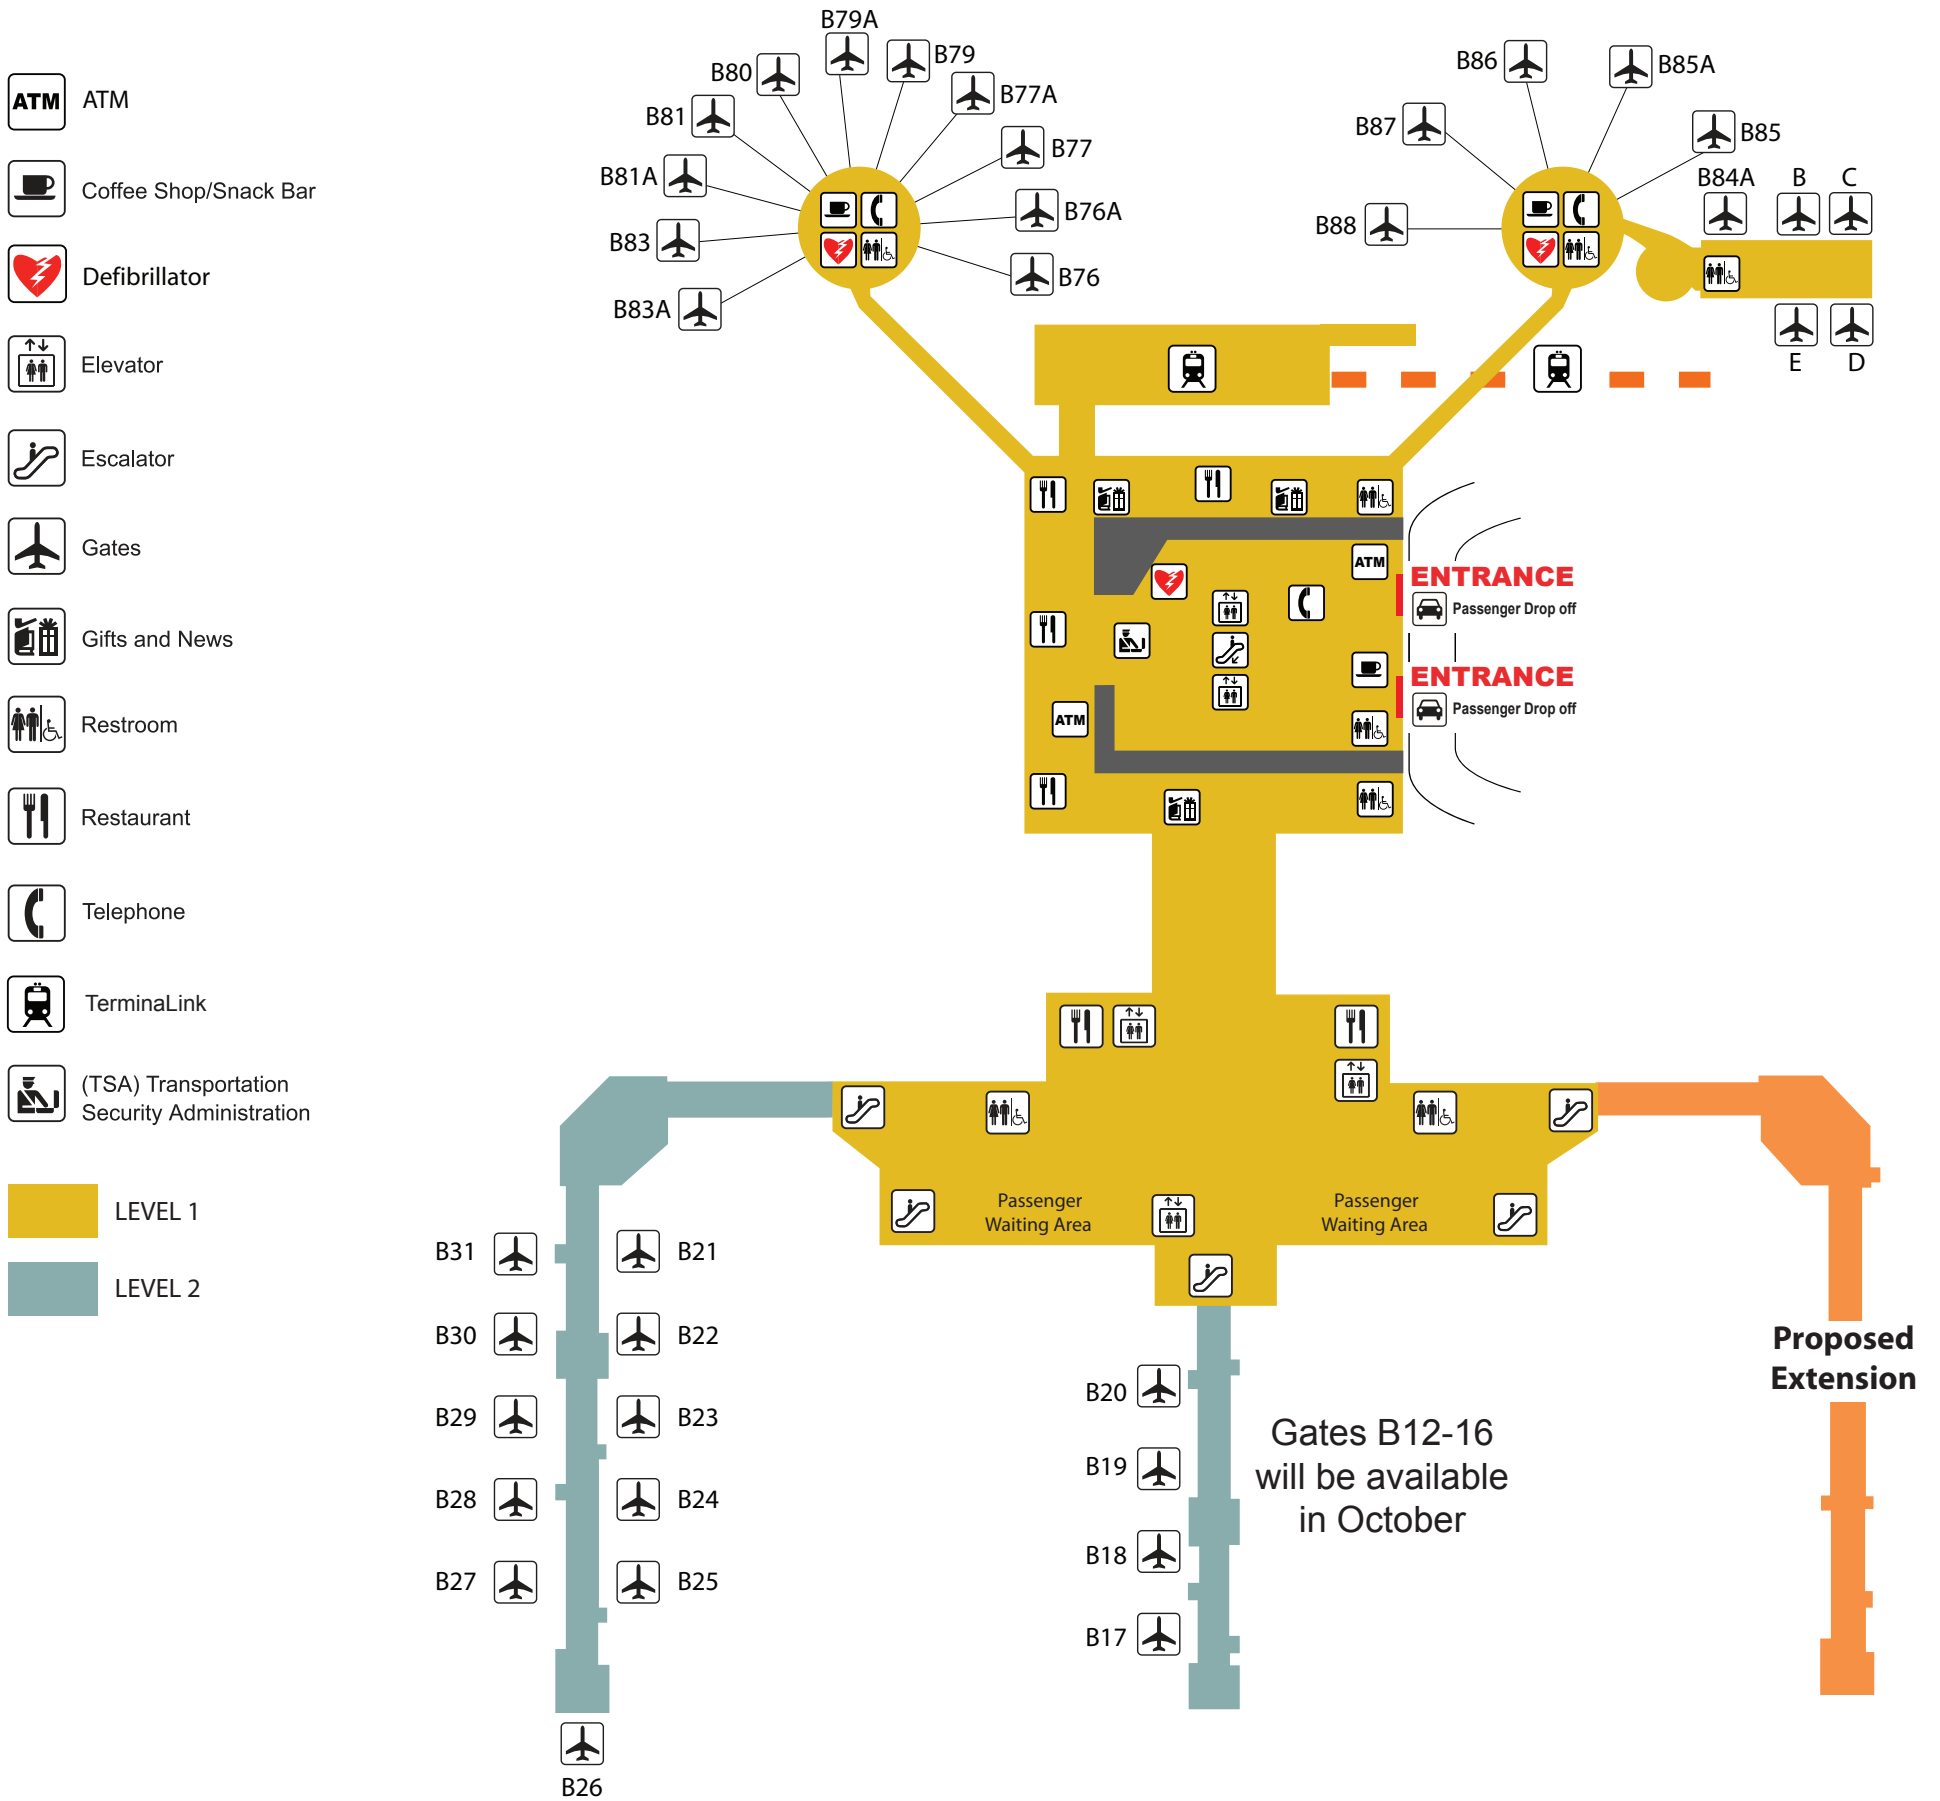 ATM ATM
Coffee Shop/Snack Bar
Defibrillator
Elevator
Escalator
Gates
Gifts and News
Restroom
Restaurant
Telephone
TerminaLink
(TSA) Transportation
Security Administration
LEVEL 1
LEVEL 2
B79A
B80
B79
B81
B77A
B81A
B77
B83
B76A
B83A
B76
B86
B85A
B87
B85
B88
B84A
B
C
E
D
ATM
ENTRANCE
Passenger Drop off
ENTRANCE
Passenger Drop off
ATM
Passenger
Waiting Area
Passenger
Waiting Area
B31
B21
B30
B22
B29
B23
B28
B24
B27
B25
B26
B20
B19
B18
B17
Gates B12-16
will be available
in October
Proposed
Extension